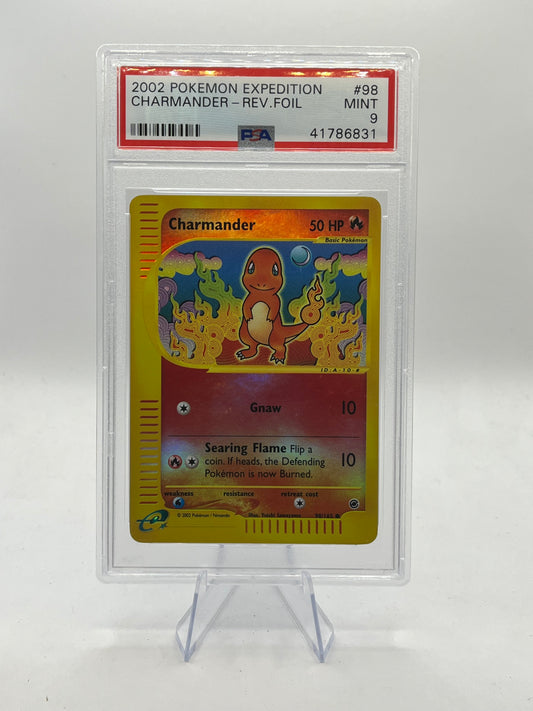 2002 POKEMON EXPEDITION #98
CHARMANDER – REV.FOIL MINT
9
PSA 41786831
Charmander 50 HP
Basic Pokémon
Gnaw 10
Searing Flame Flip a
coin. If heads, the Defending
Pokémon is now Burned.
10
weakness resistance retreat cost
© 2002 Pokémon / Nintendo
98/165